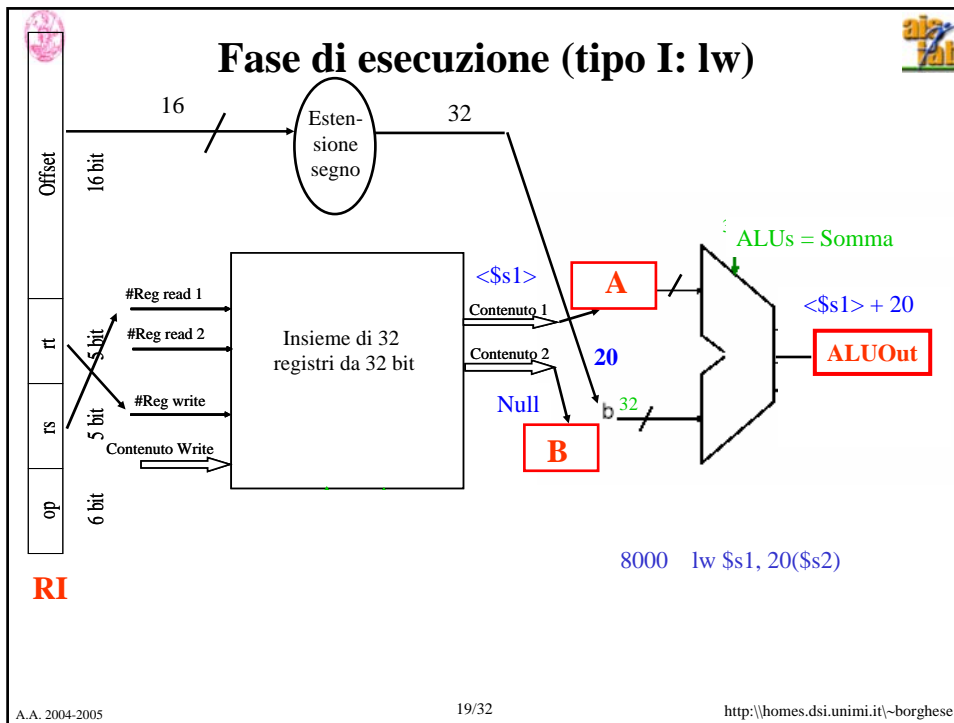 Fase di esecuzione (tipo I: lw)
16
Esten-
sione
segno
32
Offset
16 bit
rt
5 bit
rs
5 bit
op
6 bit
RI
#Reg read 1
#Reg read 2
#Reg write
Contenuto Write
Insieme di 32
registri da 32 bit
<$s1>
Contenuto 1
Contenuto 2
A
20
Null
B
b
32
ALUs = Somma
<$s1> + 20
ALUOut
8000 lw $s1, 20($s2)
A.A. 2004-2005
19/32
http:\\homes.dsi.unimi.it\~borghese